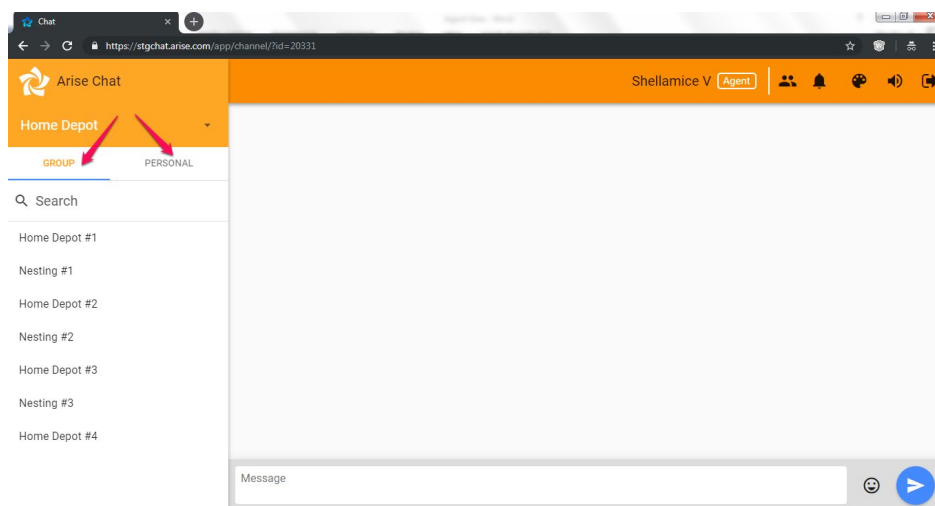 Chat
https://stgchat.arise.com/app/channel/?id=20331
Arise Chat
Shellamice V Agent
Home Depot
GROUP PERSONAL
Search
Home Depot #1
Nesting #1
Home Depot #2
Nesting #2
Home Depot #3
Nesting #3
Home Depot #4
Message